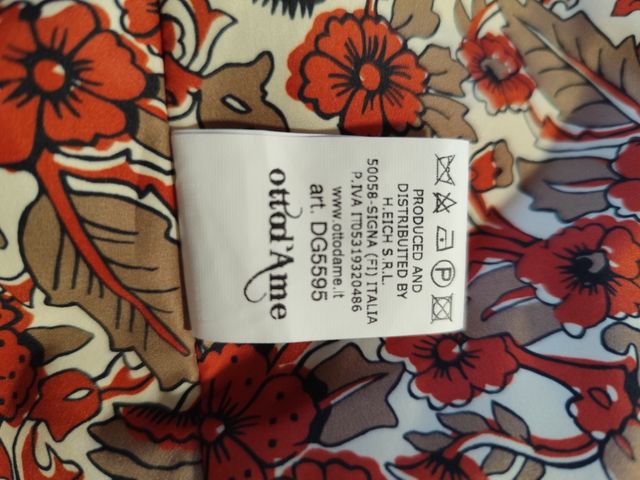 PRODUCED AND
DISTRIBUTED BY
H.EICH S.R.L.
50058-SIGNA (FI) ITALIA
P.IVA IT05319320486
www.ottodame.it
art. DG5595
ottod'Ame